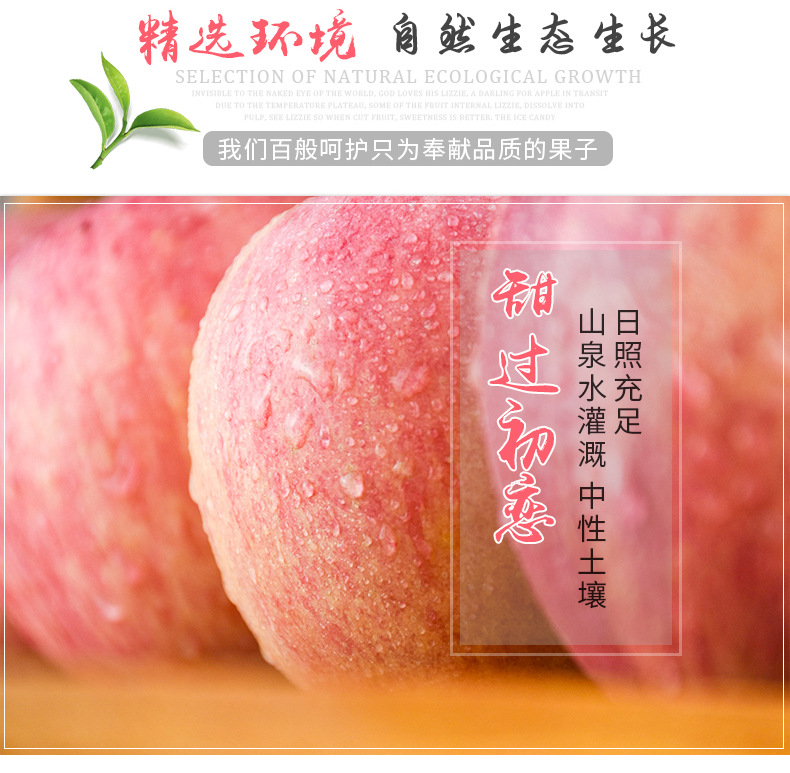 精选环境 自然生态生长
SELECTION OF NATURAL ECOLOGICAL GROWTH
INVISIBLE TO THE NAKED EYE OF THE WORLD, GOD LOVES HIS LIZZIE, A DARLING POR APPLE IN TRANSIT
DUE TO THE TEMPERATURE PLATEAU, SOME OF THE FRUIT INTERNAL LIZZIE, DISSOLVE INTO
PULP, SEE LIZZIE SO WHEN CUT FRUIT, SWEETNESS IS BETTER. THE ICE CANDY
我们百般呵护只为奉献品质的果子
日照充足
山泉水灌溉 中性土壤
甜过初恋